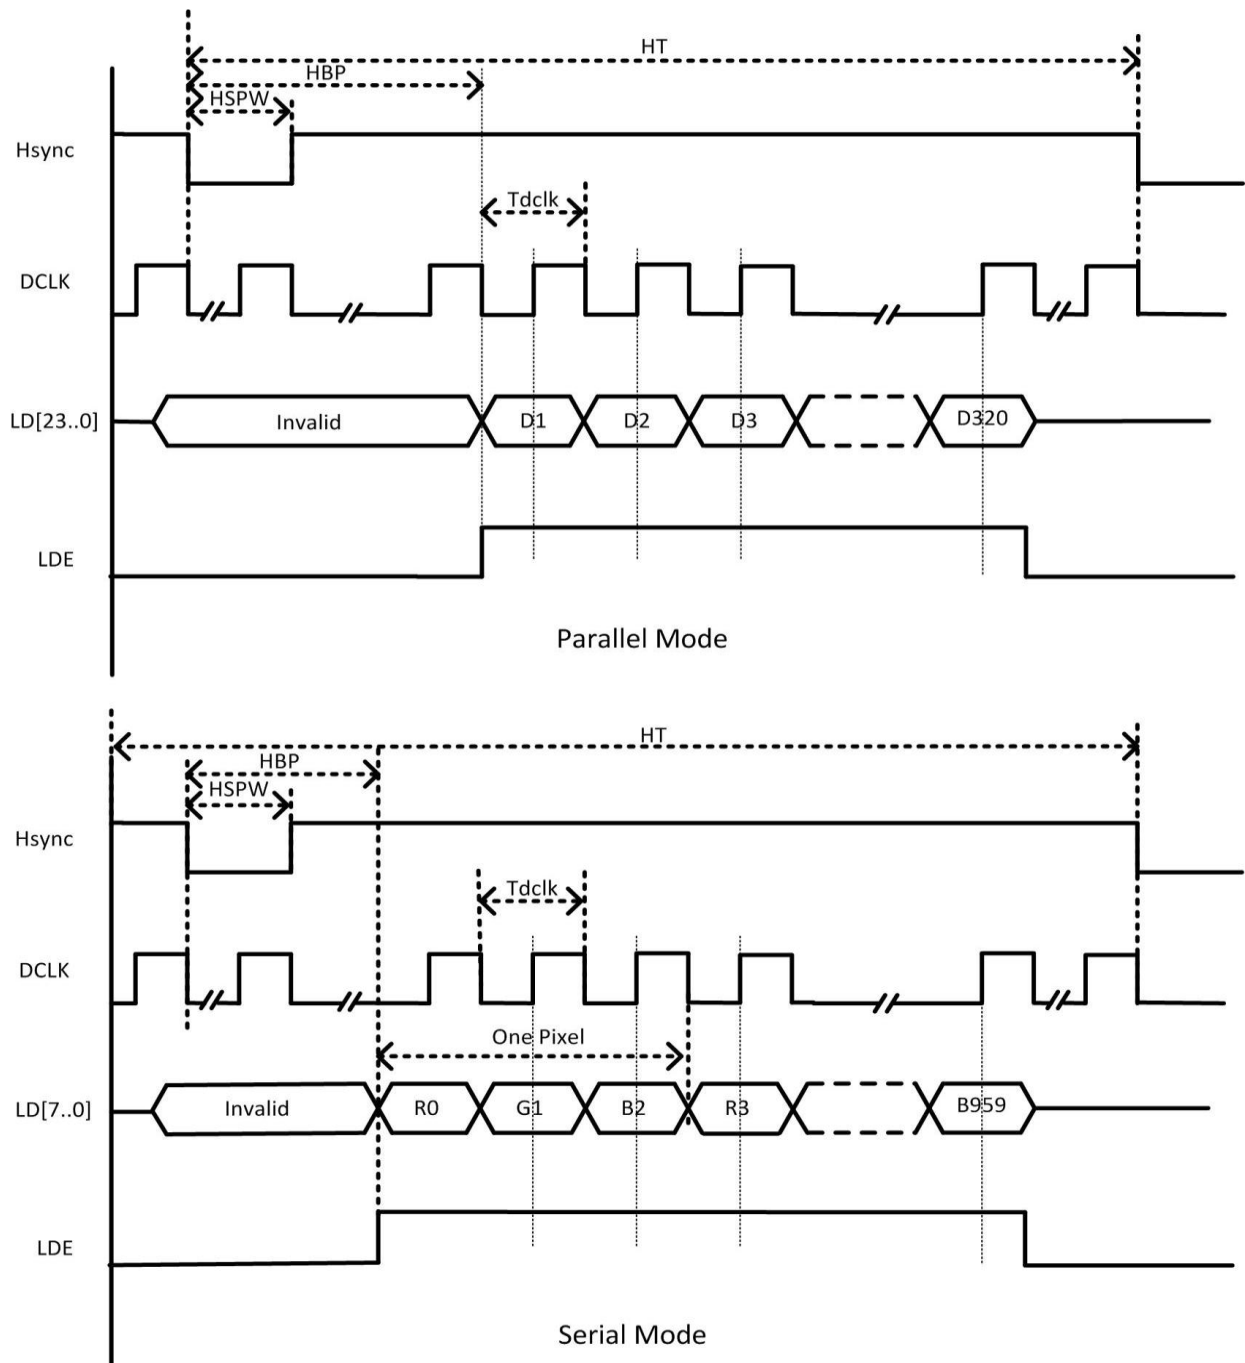 HT
HBP
HSPW
Hsync
Tdclk
DCLK
LD[23..0]
Invalid
D1
D2
D3
D320
LDE
Parallel Mode
HT
HBP
HSPW
Hsync
Tdclk
DCLK
One Pixel
LD[7..0]
Invalid
R0
G1
B2
R3
B959
LDE
Serial Mode